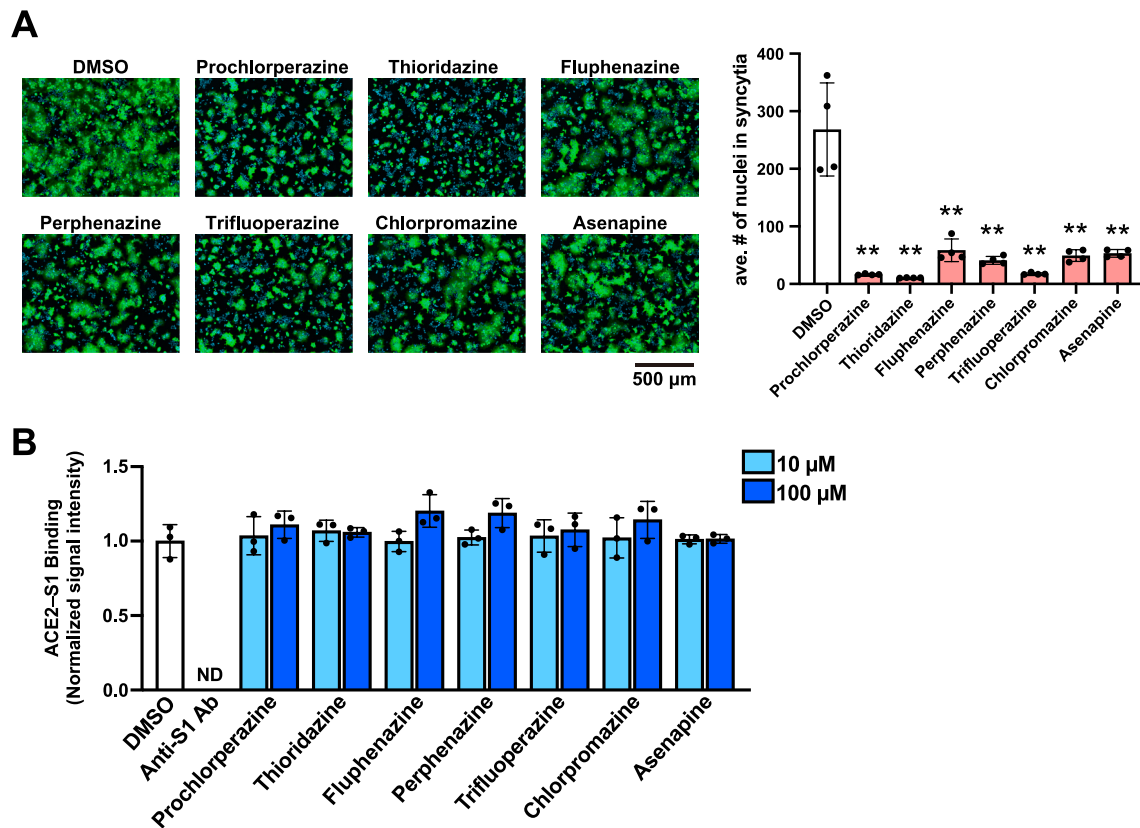 A
DMSO
Prochlorperazine
Thioridazine
Fluphenazine
Perphenazine
Trifluoperazine
Chlorpromazine
Asenapine
500 µm
ave. # of nuclei in syncytia
400
300
200
100
0
**
**
**
**
**
**
**
DMSO
Prochlorperazine
Thioridazine
Fluphenazine
Perphenazine
Trifluoperazine
Chlorpromazine
Asenapine
B
ACE2–S1 Binding
(Normalized signal intensity)
1.5
1.0
0.5
0.0
ND
10 µM
100 µM
DMSO
Anti-S1 Ab
Prochlorperazine
Thioridazine
Fluphenazine
Perphenazine
Trifluoperazine
Chlorpromazine
Asenapine